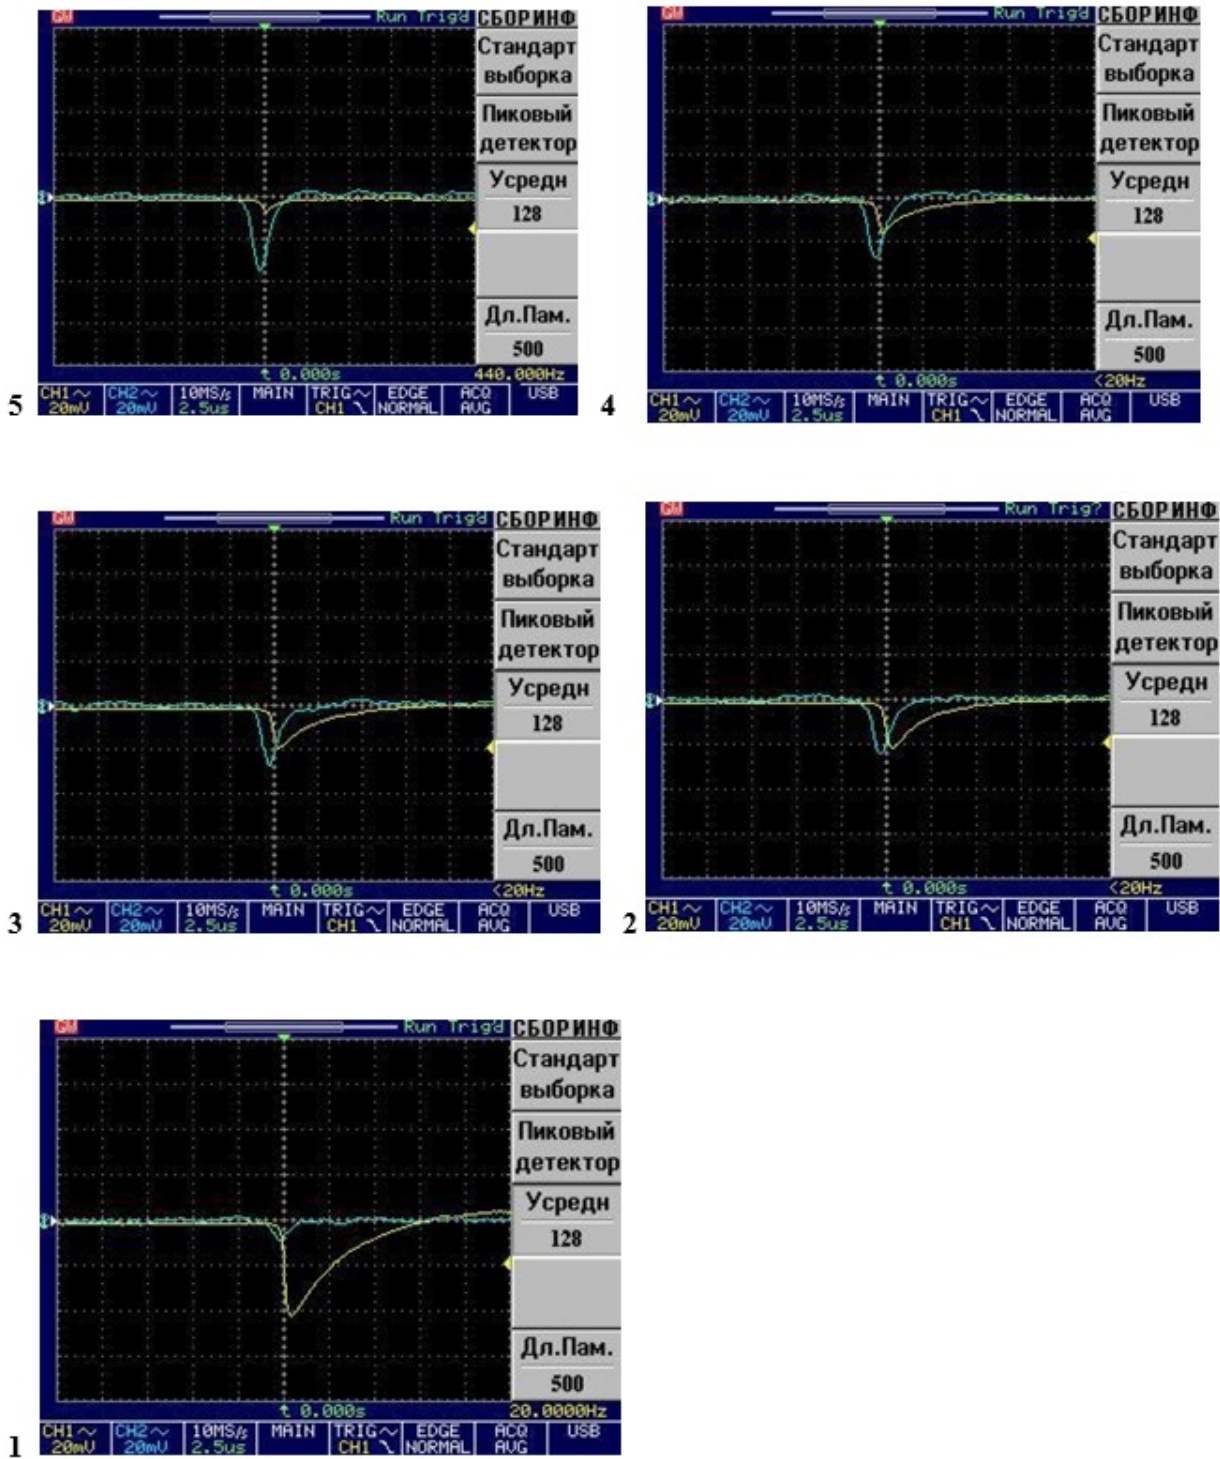 GW Run Trig'd СБОР ИНФ
Стандарт
выборка
Пиковый
детектор
Усредн
128
Дл.Пам.
500
0.000s 440.000Hz
5 CH1 20mV CH2 20mV 10MS/s 2.5us MAIN TRIG CH1 EDGE NORMAL ACQ AVG USB
GW Run Trig'd СБОР ИНФ
Стандарт
выборка
Пиковый
детектор
Усредн
128
Дл.Пам.
500
0.000s <20Hz
4 CH1 20mV CH2 20mV 10MS/s 2.5us MAIN TRIG CH1 EDGE NORMAL ACQ AVG USB
GW Run Trig'd СБОР ИНФ
Стандарт
выборка
Пиковый
детектор
Усредн
128
Дл.Пам.
500
0.000s <20Hz
3 CH1 20mV CH2 20mV 10MS/s 2.5us MAIN TRIG CH1 EDGE NORMAL ACQ AVG USB
GW Run Trig? СБОР ИНФ
Стандарт
выборка
Пиковый
детектор
Усредн
128
Дл.Пам.
500
0.000s <20Hz
2 CH1 20mV CH2 20mV 10MS/s 2.5us MAIN TRIG CH1 EDGE NORMAL ACQ AVG USB
GW Run Trig'd СБОР ИНФ
Стандарт
выборка
Пиковый
детектор
Усредн
128
Дл.Пам.
500
0.000s 20.0000Hz
1 CH1 20mV CH2 20mV 10MS/s 2.5us MAIN TRIG CH1 EDGE NORMAL ACQ AVG USB